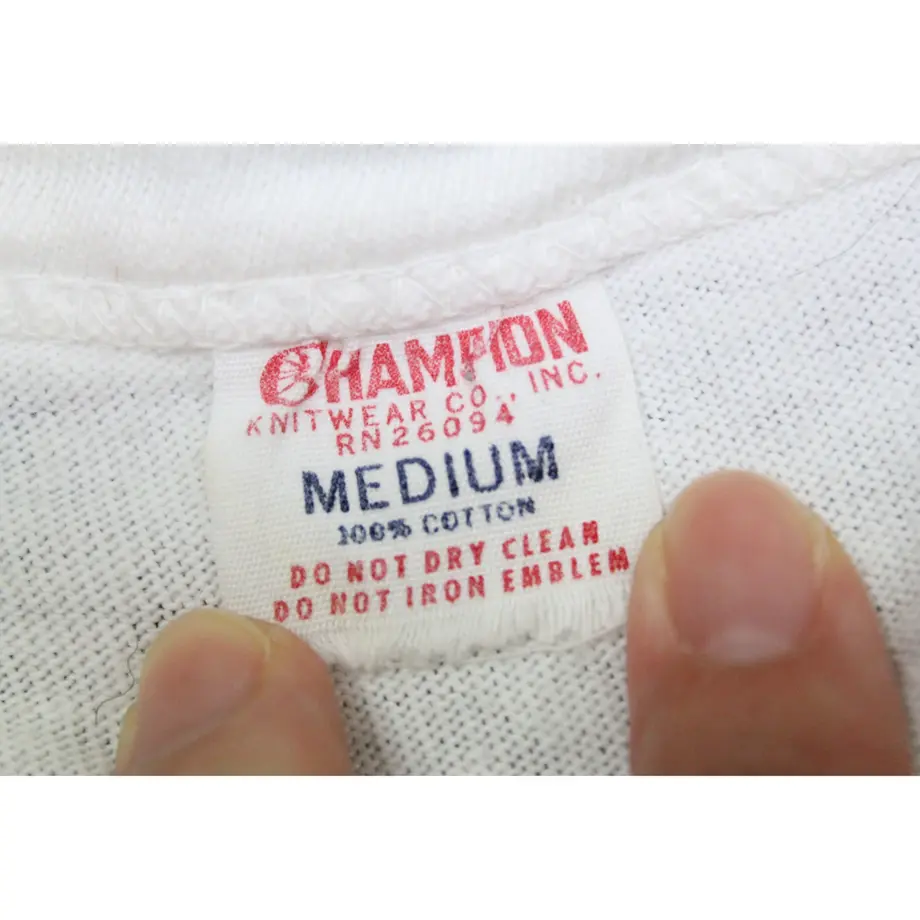 CHAMPION
KNITWEAR CO., INC.
RN26094
MEDIUM
100% COTTON
DO NOT DRY CLEAN
DO NOT IRON EMBLEM